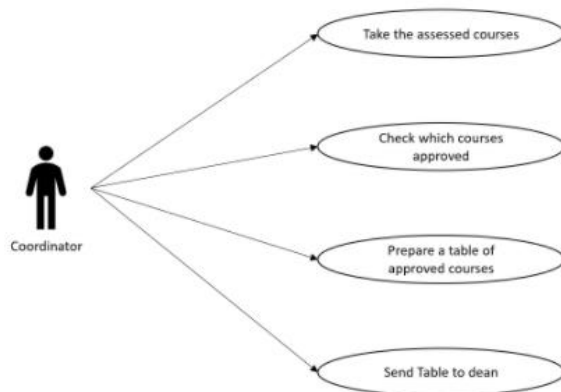 Take the assessed courses
Check which courses
approved
Coordinator
Prepare a table of
approved courses
Send Table to dean